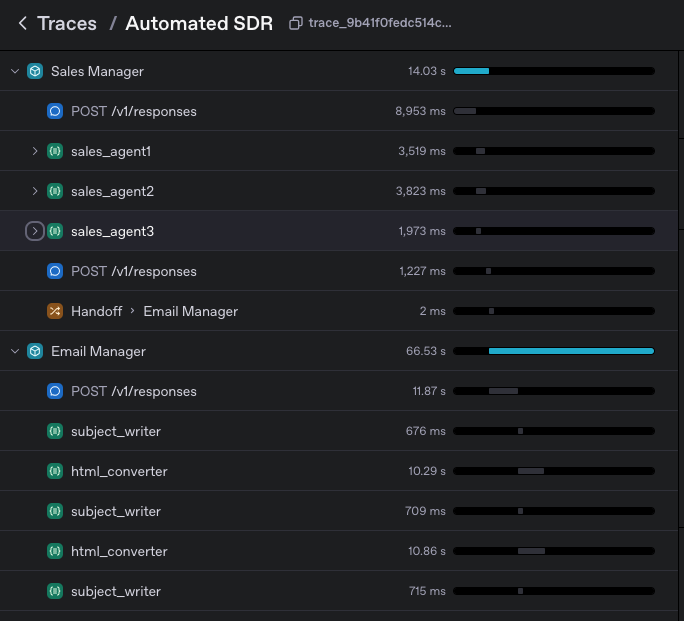 Traces / Automated SDR trace_9b41f0fedc514c...
Sales Manager 14.03 s
POST /v1/responses 8,953 ms
sales_agent1 3,519 ms
sales_agent2 3,823 ms
sales_agent3 1,973 ms
POST /v1/responses 1,227 ms
Handoff › Email Manager 2 ms
Email Manager 66.53 s
POST /v1/responses 11.87 s
subject_writer 676 ms
html_converter 10.29 s
subject_writer 709 ms
html_converter 10.86 s
subject_writer 715 ms